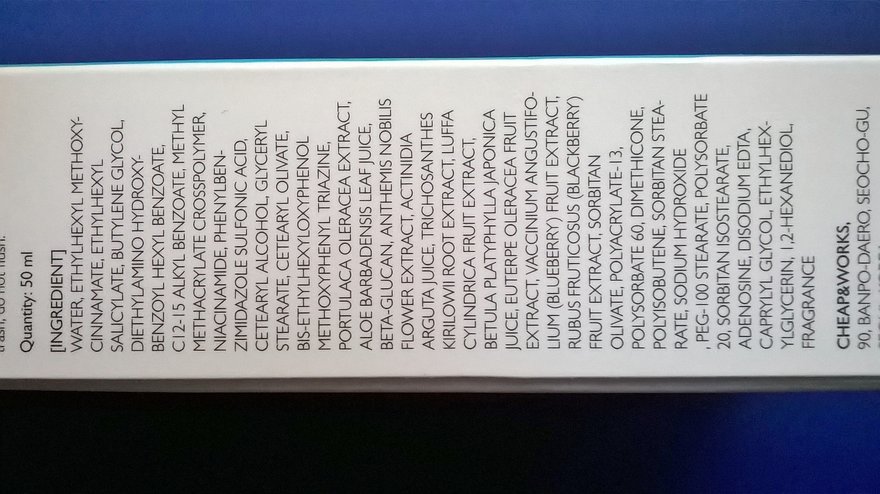 trash, do not flush.
Quantity: 50 ml
[INGREDIENT]
WATER, ETHYLHEXYL METHOXY-
CINNAMATE, ETHYLHEXYL
SALICYLATE, BUTYLENE GLYCOL,
DIETHYLAMINO HYDROXY-
BENZOYL HEXYL BENZOATE,
C12-15 ALKYL BENZOATE, METHYL
METHACRYLATE CROSSPOLYMER,
NIACINAMIDE, PHENYLBEN-
ZIMIDAZOLE SULFONIC ACID,
CETEARYL ALCOHOL, GLYCERYL
STEARATE, CETEARYL OLIVATE,
BIS-ETHYLHEXYLOXYPHENOL
METHOXYPHENYL TRIAZINE,
PORTULACA OLERACEA EXTRACT,
ALOE BARBADENSIS LEAF JUICE,
BETA-GLUCAN, ANTHEMIS NOBILIS
FLOWER EXTRACT, ACTINIDIA
ARGUTA JUICE, TRICHOSANTHES
KIRILOWII ROOT EXTRACT, LUFFA
CYLINDRICA FRUIT EXTRACT,
BETULA PLATYPHYLLA JAPONICA
JUICE, EUTERPE OLERACEA FRUIT
EXTRACT, VACCINIUM ANGUSTIFO-
LIUM (BLUEBERRY) FRUIT EXTRACT,
RUBUS FRUTICOSUS (BLACKBERRY)
FRUIT EXTRACT, SORBITAN
OLIVATE, POLYACRYLATE-13,
POLYSORBATE 60, DIMETHICONE,
POLYISOBUTENE, SORBITAN STEA-
RATE, SODIUM HYDROXIDE
, PEG-100 STEARATE, POLYSORBATE
20, SORBITAN ISOSTEARATE,
ADENOSINE, DISODIUM EDTA,
CAPRYLYL GLYCOL, ETHYLHEX-
YLGLYCERIN, 1,2-HEXANEDIOL,
FRAGRANCE
CHEAP&WORKS,
90, BANPO-DAERO, SEOCHO-GU,